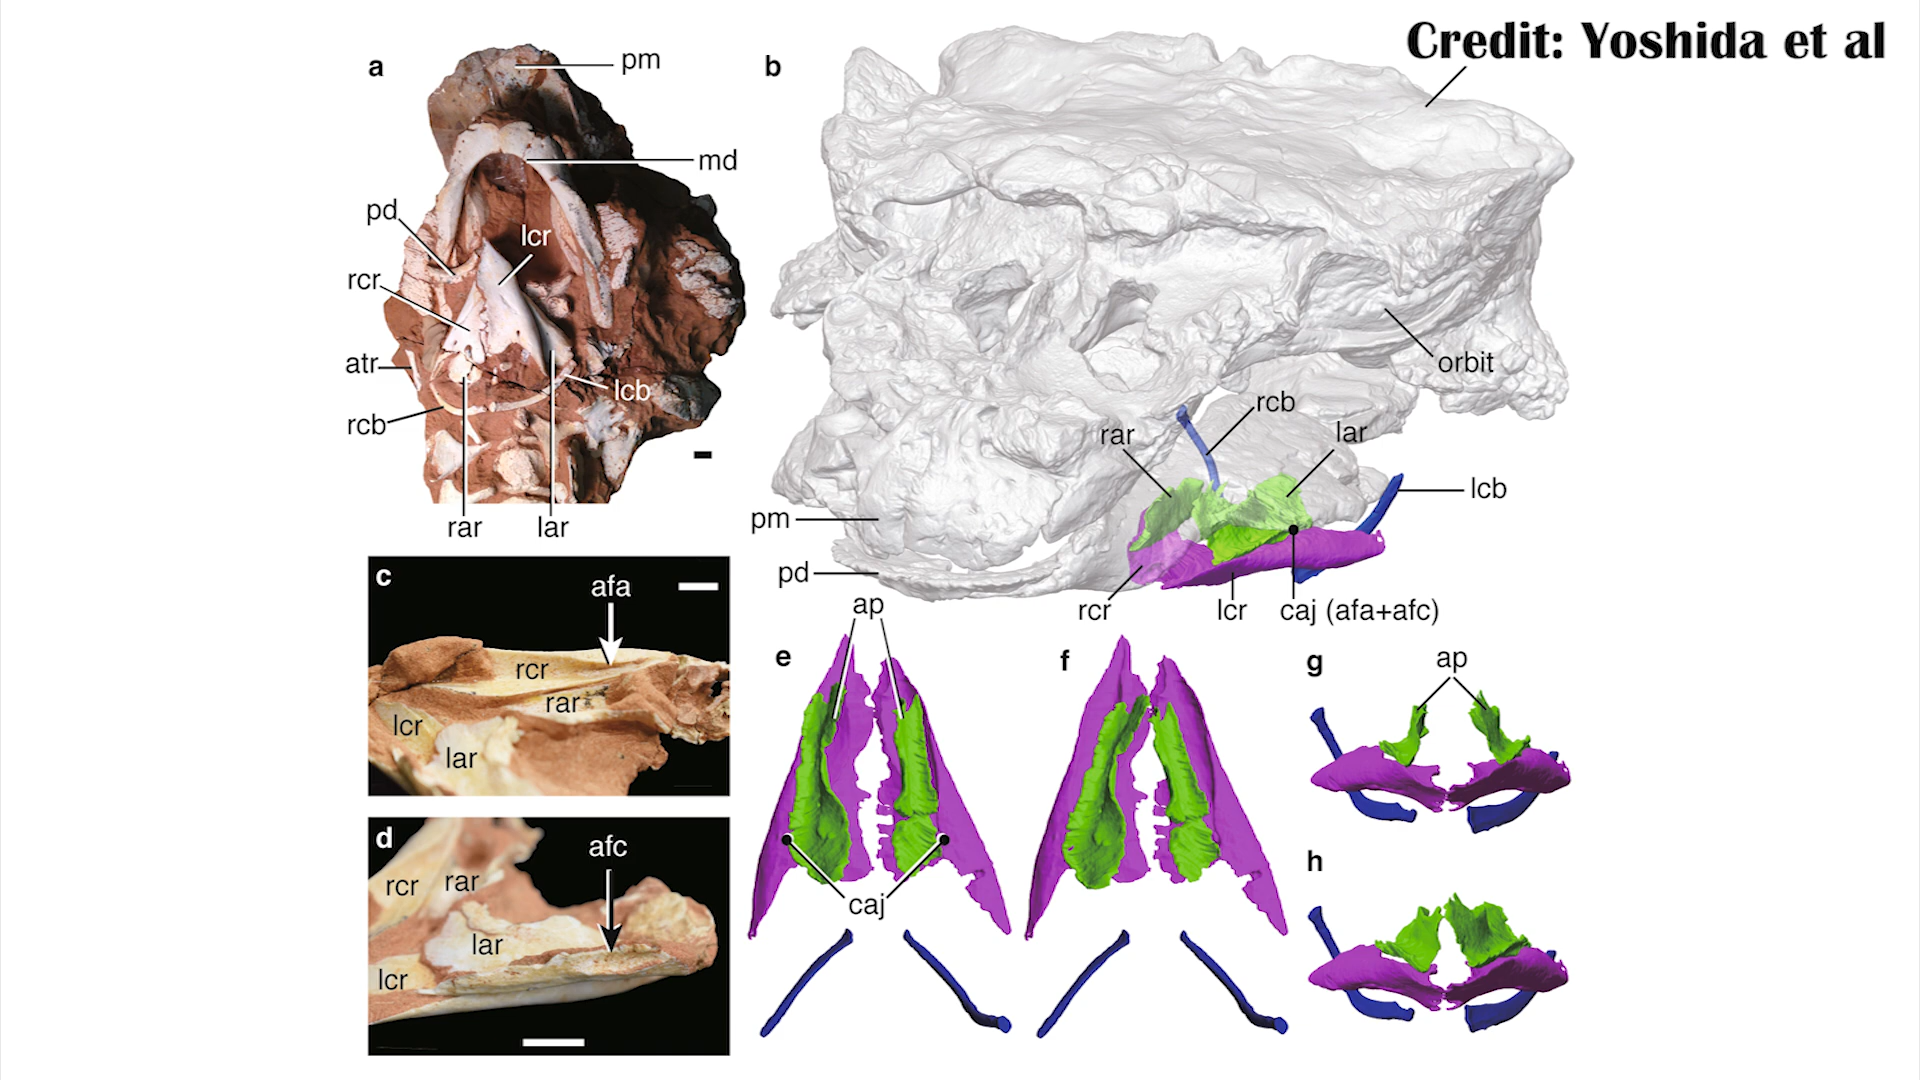 Credit: Yoshida et al
a
pm
md
pd
lcr
rcr
atr
lcb
rcb
rar
lar
b
orbit
rcb
rar
lar
lcb
pm
pd
rcr
lcr
caj (afa+afc)
c
afa
rcr
rar
lcr
lar
d
afc
rcr
rar
lar
lcr
ap
e
caj
f
g
ap
h